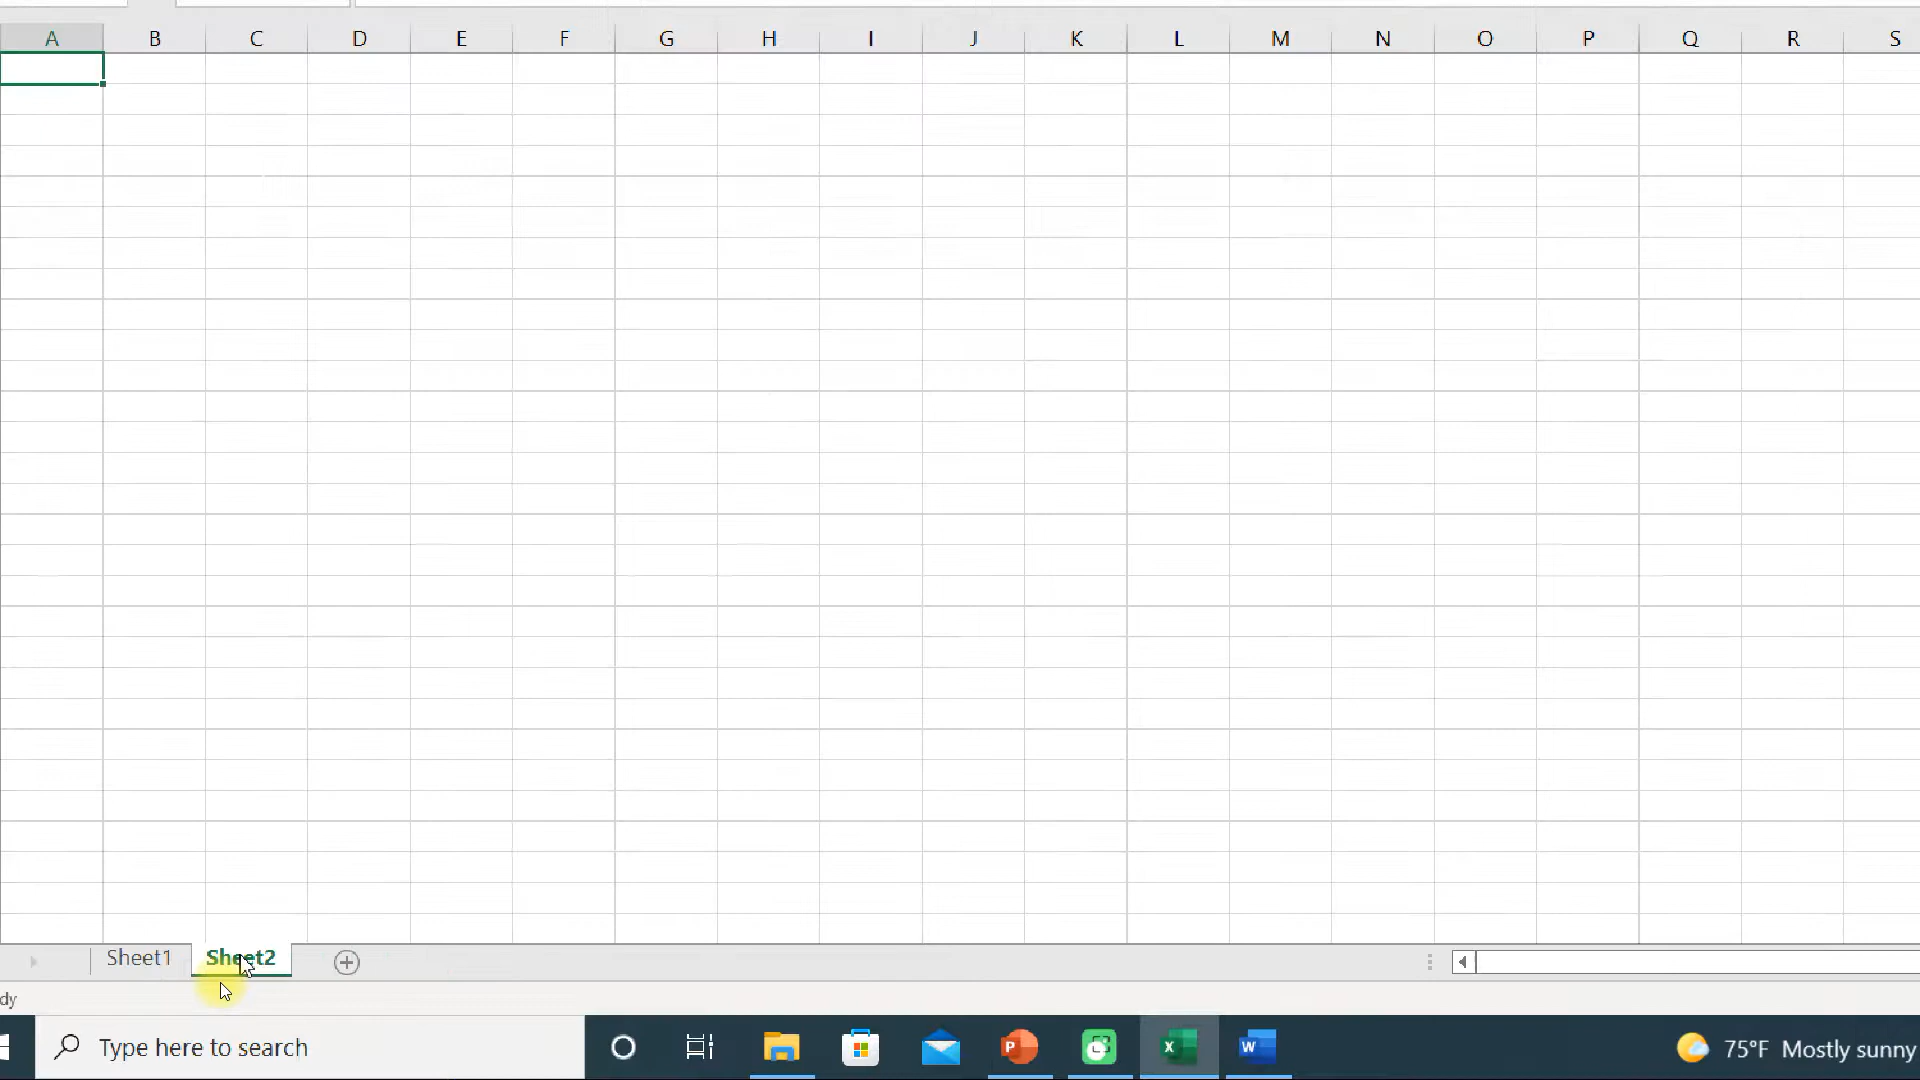 A B C D E F G H I J K L M N O P Q R S
Sheet1 Sheet2
dy
Type here to search P X W 75°F Mostly sunny